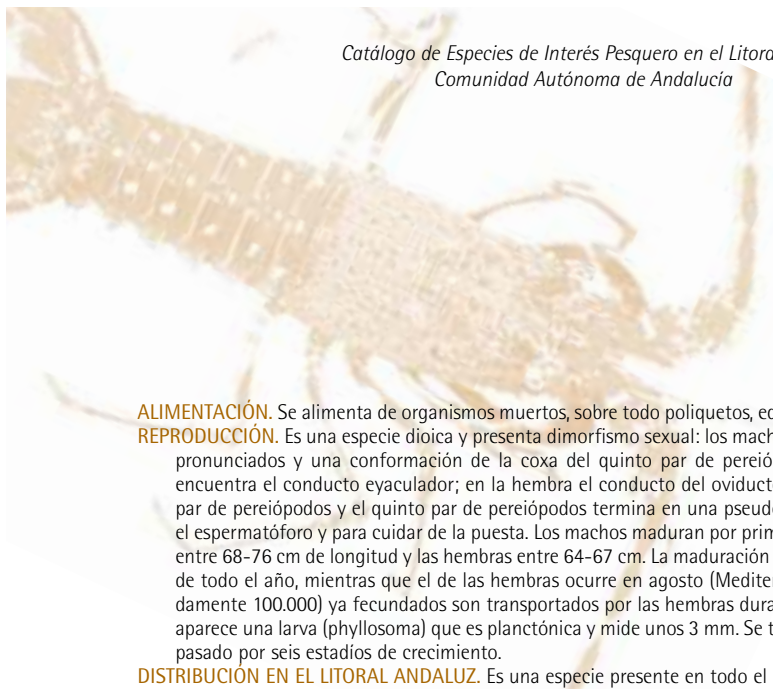 Catálogo de Especies de Interés Pesquero en el Litora
Comunidad Autónoma de Andalucía
ALIMENTACIÓN. Se alimenta de organismos muertos, sobre todo poliquetos,
REPRODUCCIÓN. Es una especie dioica y presenta dimorfismo sexual: los mach
pronunciados y una conformación de la coxa del quinto par de pereió
encuentra el conducto eyaculador; en la hembra el conducto del oviduct
par de pereiópodos y el quinto par de pereiópodos termina en una pseud
el espermatóforo y para cuidar de la puesta. Los machos maduran por prim
entre 68-76 cm de longitud y las hembras entre 64-67 cm. La maduración
de todo el año, mientras que el de las hembras ocurre en agosto (Mediter
damente 100.000) ya fecundados son transportados por las hembras dura
aparece una larva (phyllosoma) que es planctónica y mide unos 3 mm. Se t
pasado por seis estadíos de crecimiento.
DISTRIBUCIÓN EN EL LITORAL ANDALUZ. Es una especie presente en todo el